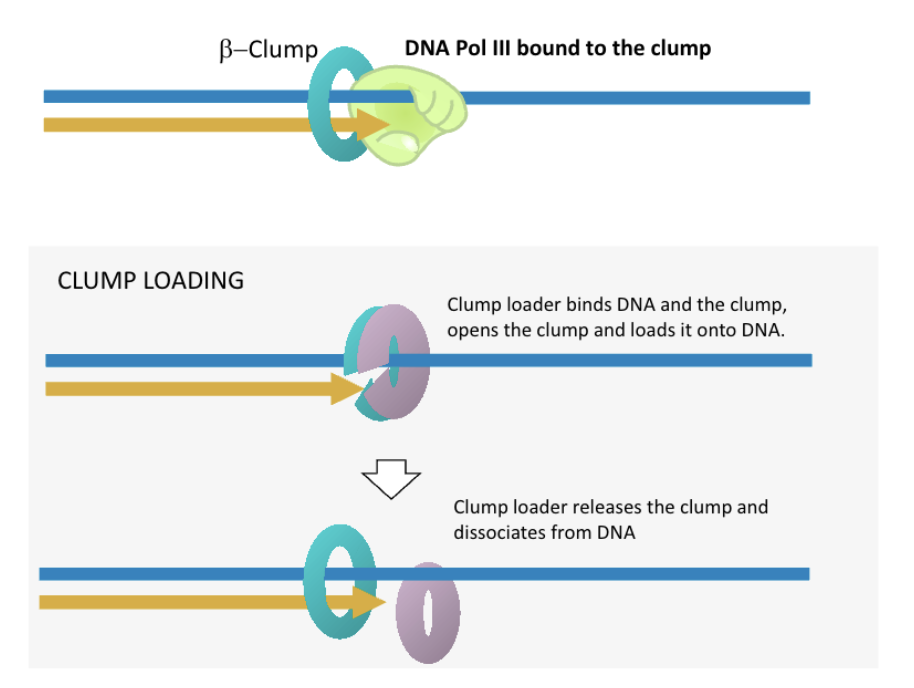 β–Clump
DNA Pol III bound to the clump
CLUMP LOADING
Clump loader binds DNA and the clump,
opens the clump and loads it onto DNA.
Clump loader releases the clump and
dissociates from DNA